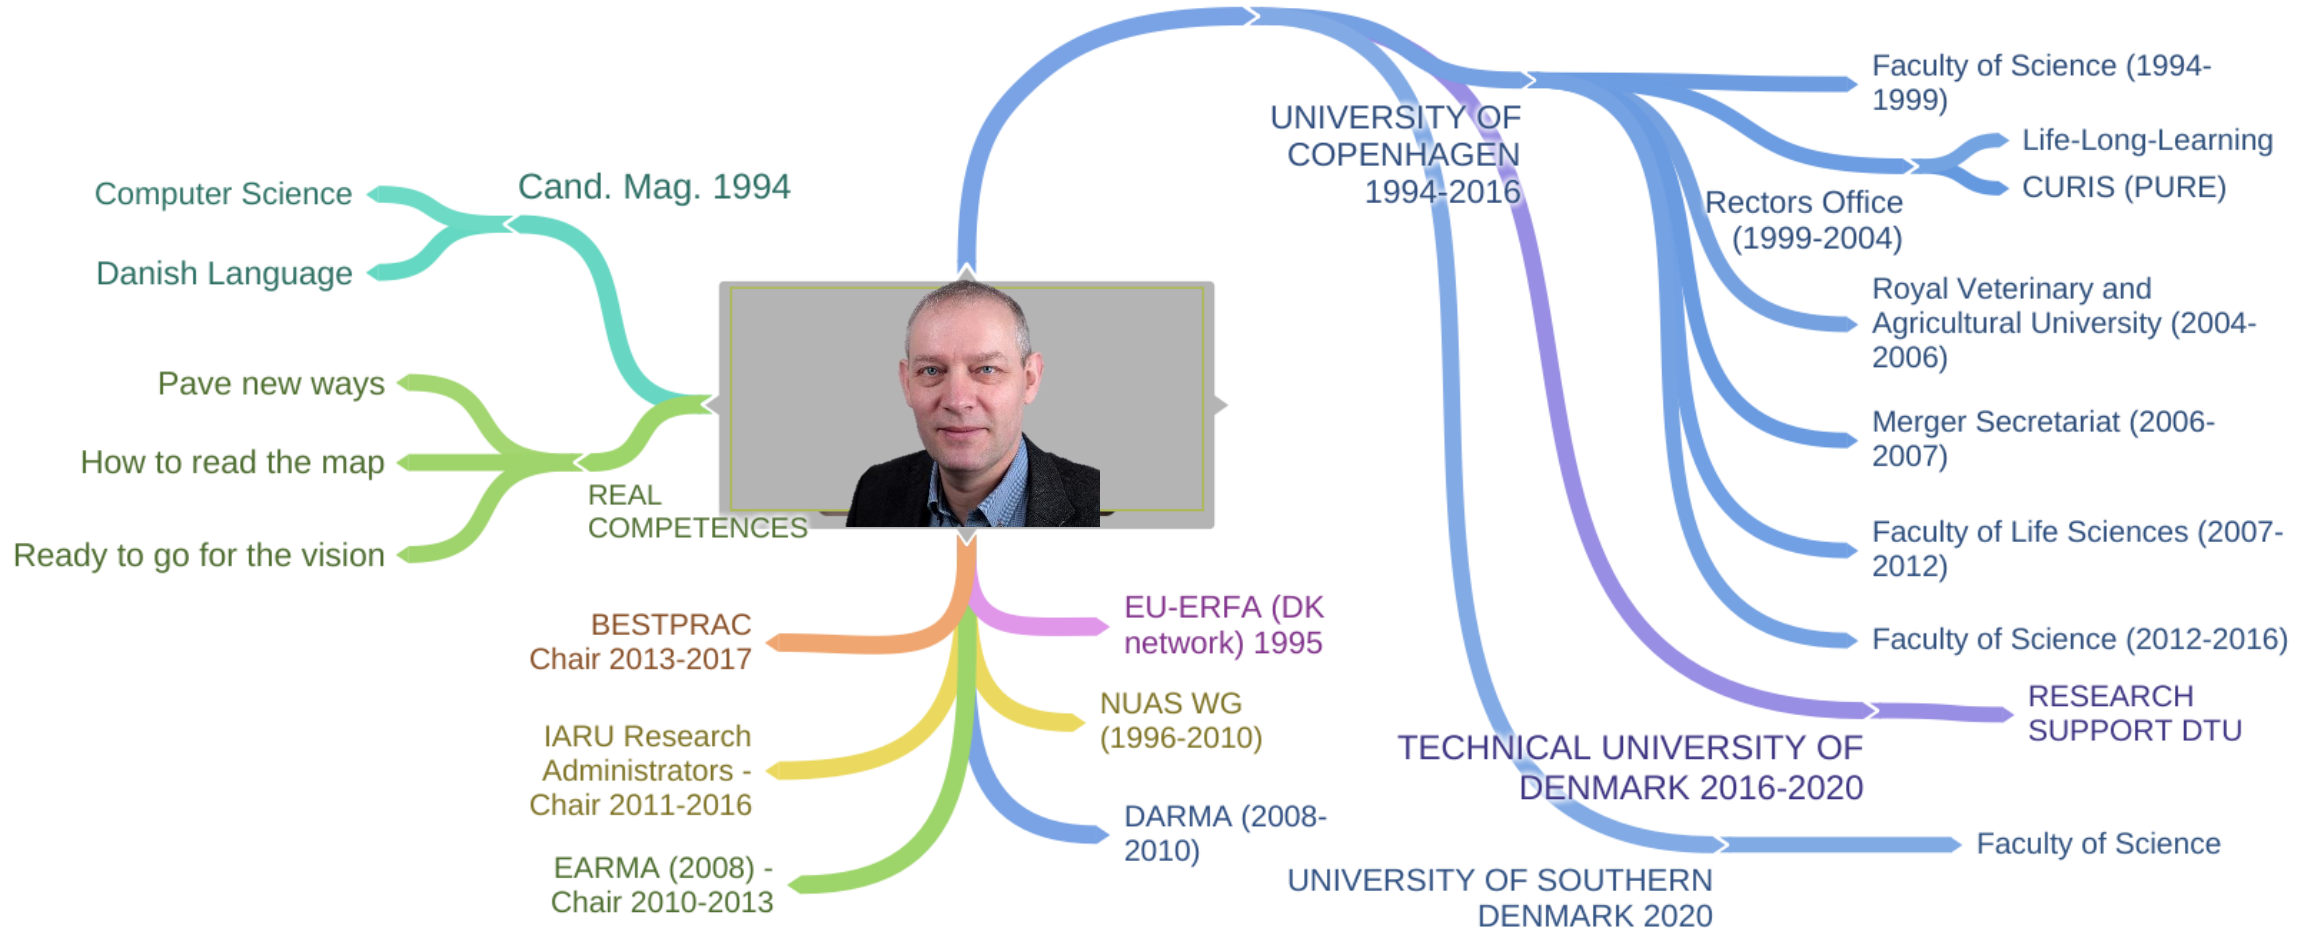 Computer Science
Danish Language
Cand. Mag. 1994
Pave new ways
How to read the map
Ready to go for the vision
REAL
COMPETENCES
BESTPRAC
Chair 2013-2017
IARU Research
Administrators -
Chair 2011-2016
EARMA (2008) -
Chair 2010-2013
EU-ERFA (DK
network) 1995
NUAS WG
(1996-2010)
DARMA (2008-
2010)
UNIVERSITY OF
COPENHAGEN
1994-2016
Faculty of Science (1994-
1999)
Rectors Office
(1999-2004)
Life-Long-Learning
CURIS (PURE)
Royal Veterinary and
Agricultural University (2004-
2006)
Merger Secretariat (2006-
2007)
Faculty of Life Sciences (2007-
2012)
Faculty of Science (2012-2016)
TECHNICAL UNIVERSITY OF
DENMARK 2016-2020
RESEARCH
SUPPORT DTU
UNIVERSITY OF SOUTHERN
DENMARK 2020
Faculty of Science